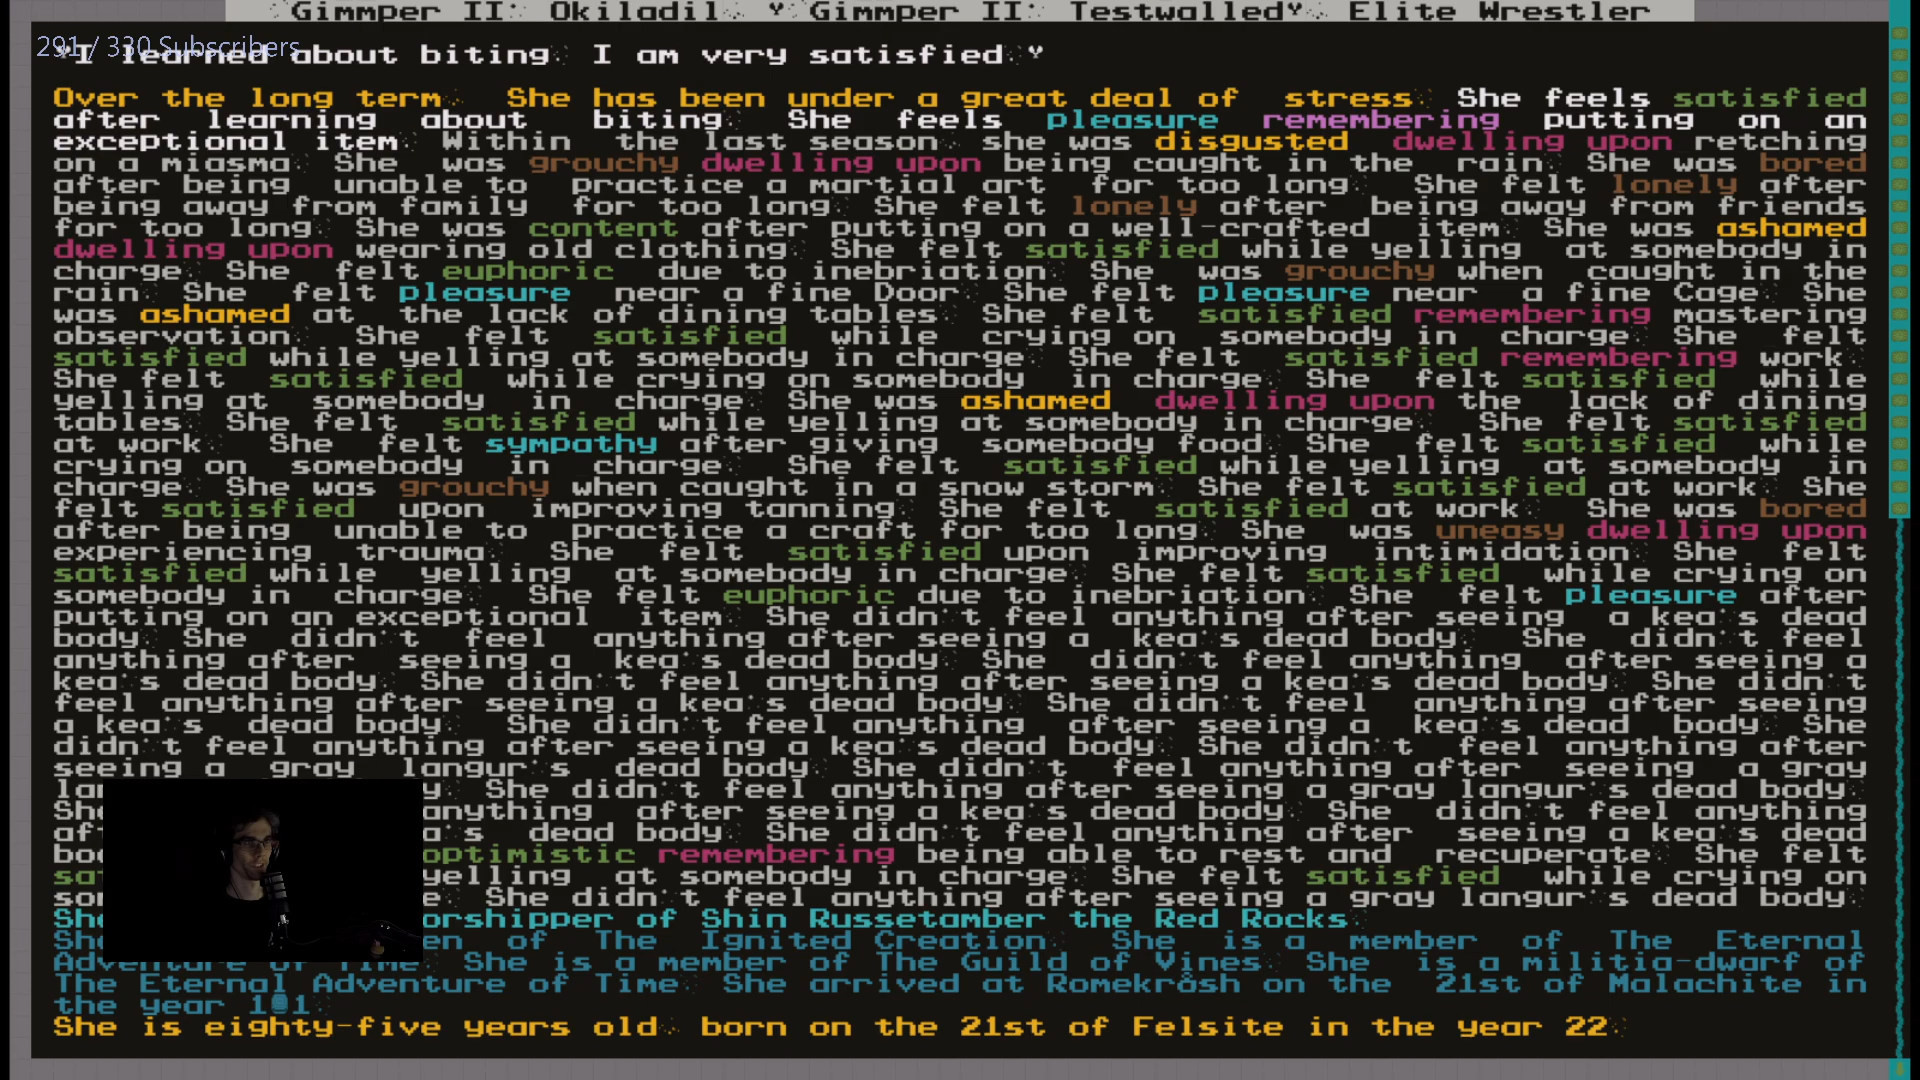 Gimmper II: Okiladil, "Gimmper II: Testwalled", Elite Wrestler
291 / 330 Subscribers
"I learned about biting. I am very satisfied."
Over the long term, She has been under a great deal of stress. She feels satisfied
after learning about biting. She feels pleasure remembering putting on an
exceptional item. Within the last season, she was disgusted dwelling upon retching
on a miasma. She was grouchy dwelling upon being caught in the rain. She was bored
after being unable to practice a martial art for too long. She felt lonely after
being away from family for too long. She felt lonely after being away from friends
for too long. She was content after putting on a well-crafted item. She was ashamed
dwelling upon wearing old clothing. She felt satisfied while yelling at somebody in
charge. She felt euphoric due to inebriation. She was grouchy when caught in the
rain. She felt pleasure near a fine Door. She felt pleasure near a fine Cage. She
was ashamed at the lack of dining tables. She felt satisfied remembering mastering
observation. She felt satisfied while crying on somebody in charge. She felt
satisfied while yelling at somebody in charge. She felt satisfied remembering work.
She felt satisfied while crying on somebody in charge. She felt satisfied while
yelling at somebody in charge. She was ashamed dwelling upon the lack of dining
tables. She felt satisfied while yelling at somebody in charge. She felt satisfied
at work. She felt sympathy after giving somebody food. She felt satisfied while
crying on somebody in charge. She felt satisfied while yelling at somebody in
charge. She was grouchy when caught in a snow storm. She felt satisfied at work. She
felt satisfied upon improving tanning. She felt satisfied at work. She was bored
after being unable to practice a craft for too long. She was uneasy dwelling upon
experiencing trauma. She felt satisfied upon improving intimidation. She felt
satisfied while yelling at somebody in charge. She felt satisfied while crying on
somebody in charge. She felt euphoric due to inebriation. She felt pleasure after
putting on an exceptional item. She didn't feel anything after seeing a kea's dead
body. She didn't feel anything after seeing a kea's dead body. She didn't feel
anything after seeing a kea's dead body. She didn't feel anything after seeing a
kea's dead body. She didn't feel anything after seeing a kea's dead body. She didn't
feel anything after seeing a kea's dead body. She didn't feel anything after seeing
a kea's dead body. She didn't feel anything after seeing a kea's dead body. She
didn't feel anything after seeing a kea's dead body. She didn't feel anything after
seeing a gray langur's dead body. She didn't feel anything after seeing a gray
She didn't feel anything after seeing a gray langur's dead body.
She anything after seeing a kea's dead body. She didn't feel anything
dead body. She didn't feel anything after seeing a kea's dead
optimistic remembering being able to rest and recuperate. She felt
yelling at somebody in charge. She felt satisfied while crying on
She didn't feel anything after seeing a gray langur's dead body.
She of Shin Russetamber the Red Rocks.
She of The Ignited Creation. She is a member of The Eternal
Adventure of Time. She is a member of The Guild of Vines. She is a militia-dwarf of
The Eternal Adventure of Time. She arrived at Romekråsh on the 21st of Malachite in
the year
She is eighty-five years old, born on the 21st of Felsite in the year 22.